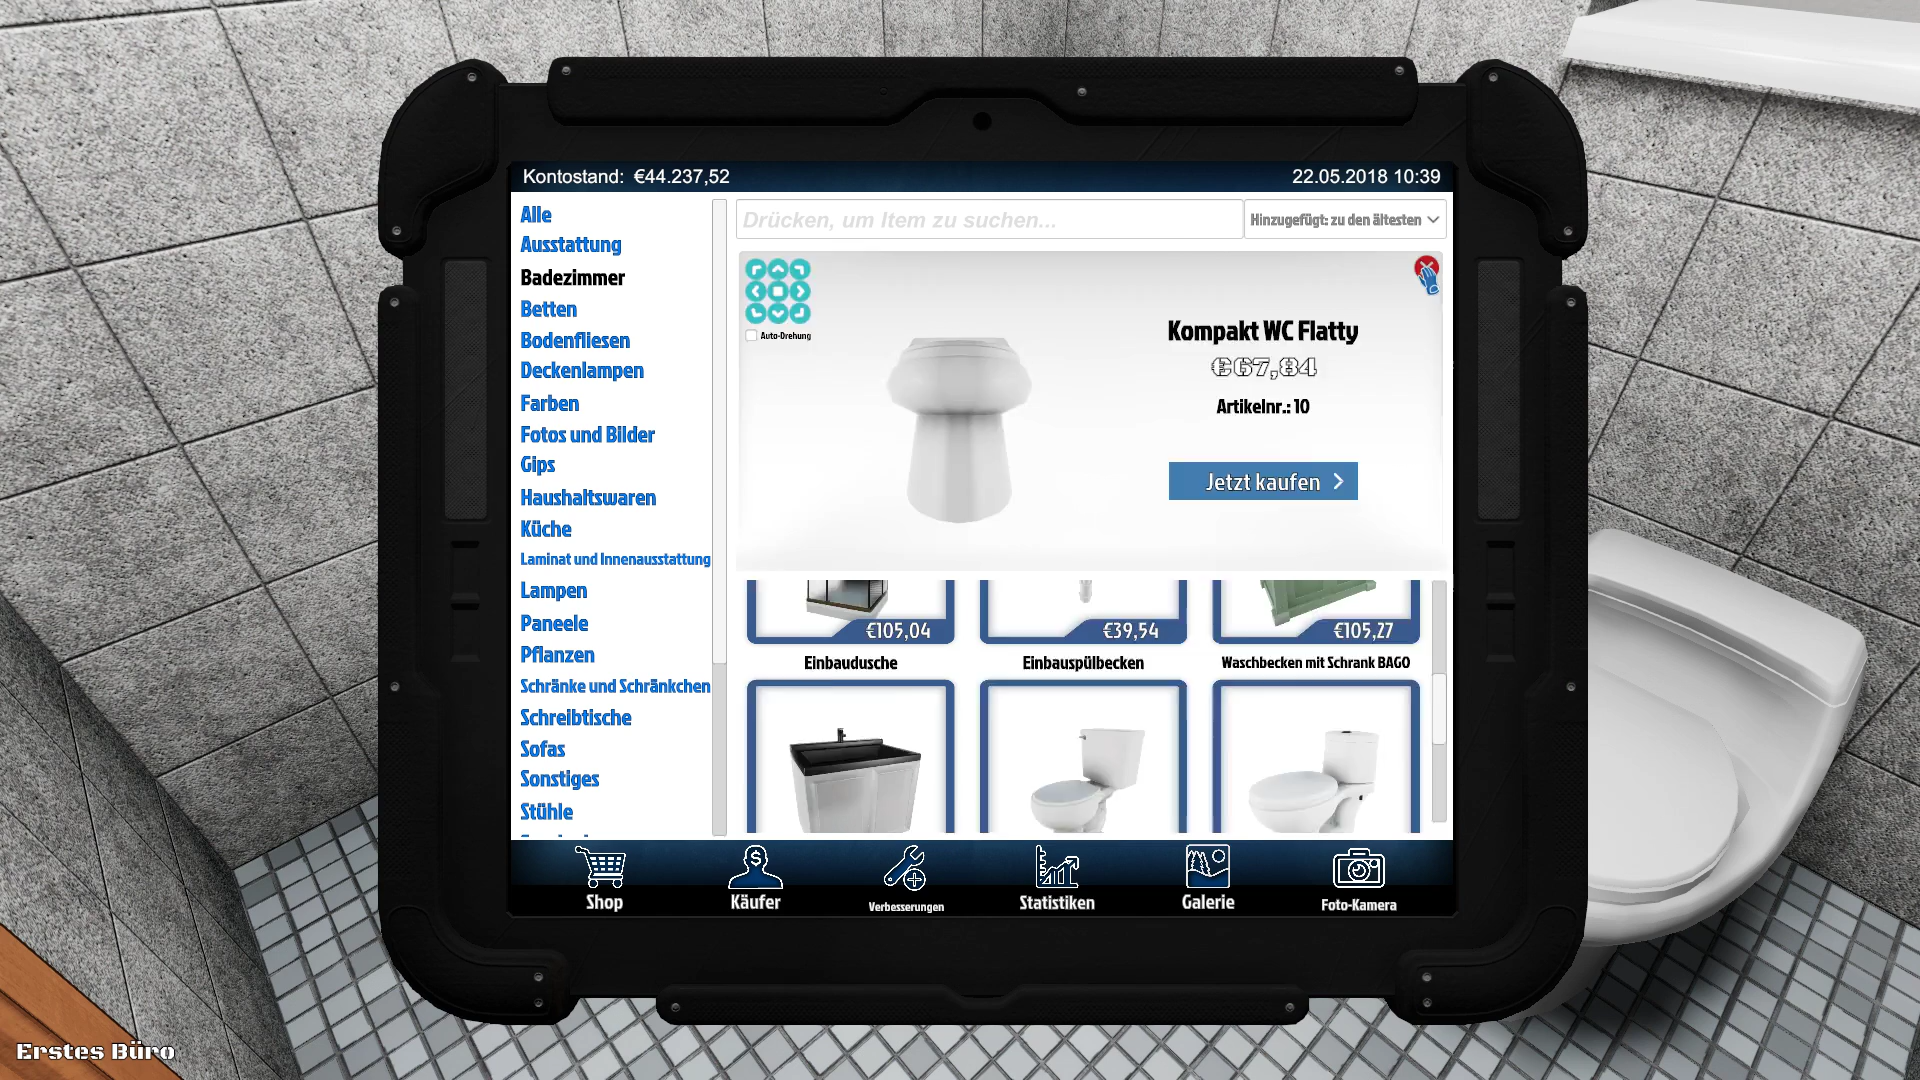 Kontostand: €44.237,52
22.05.2018 10:39
Alle
Ausstattung
Badezimmer
Betten
Bodenfliesen
Deckenlampen
Farben
Fotos und Bilder
Gips
Haushaltswaren
Küche
Laminat und Innenausstattung
Lampen
Paneele
Pflanzen
Schränke und Schränkchen
Schreibtische
Sofas
Sonstiges
Stühle
Drücken, um Item zu suchen...
Hinzugefügt: zu den ältesten
Auto-Drehung
Kompakt WC Flatty
€67,84
Artikelnr.: 10
Jetzt kaufen
€105,04
€39,54
€105,27
Einbaudusche
Einbauspülbecken
Waschbecken mit Schrank BAGO
Shop
Käufer
Verbesserungen
Statistiken
Galerie
Foto-Kamera
Erstes Büro